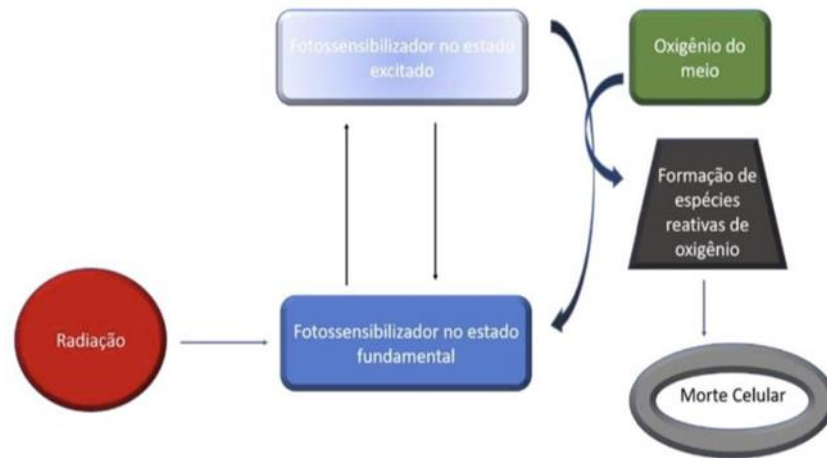 Fotossensibilizador no estado
excitado
Oxigênio do
meio
Formação de
espécies
reativas de
oxigênio
Radiação
Fotossensibilizador no estado
fundamental
Morte Celular